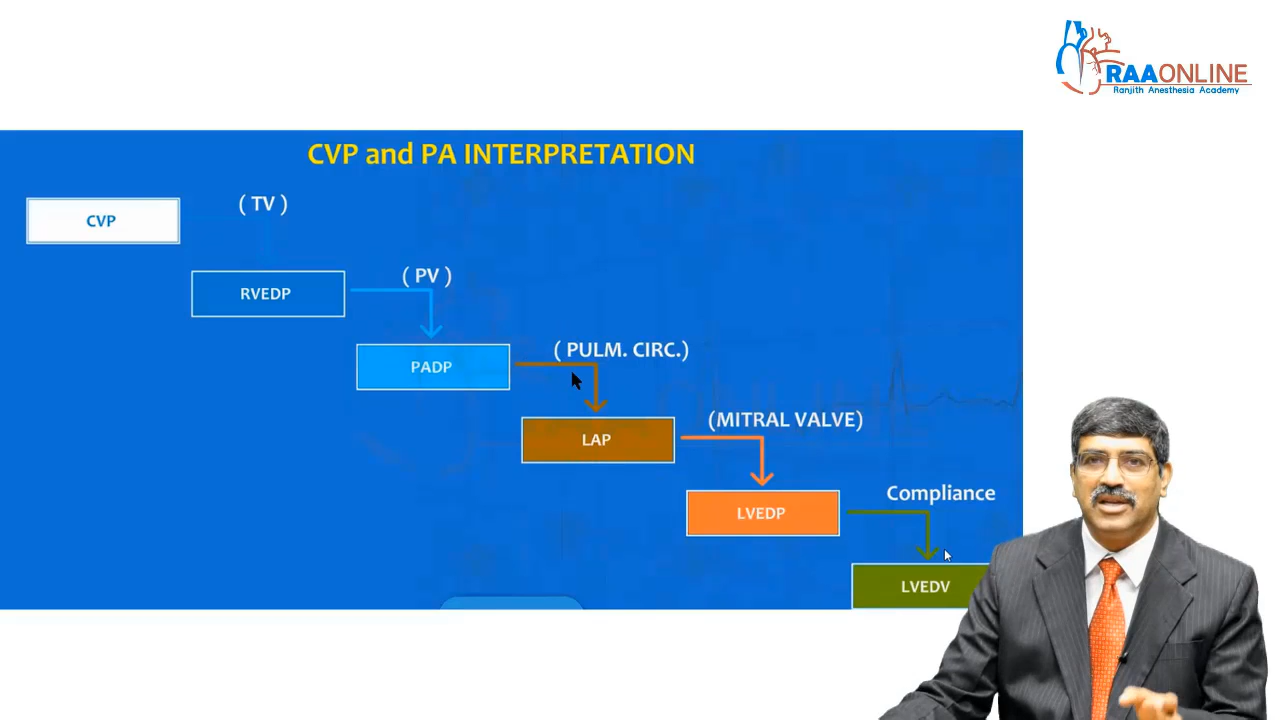 RAAONLINE
Ranjith Anesthesia Academy
CVP and PA INTERPRETATION
CVP
( TV )
RVEDP
( PV )
PADP
( PULM. CIRC.)
LAP
(MITRAL VALVE)
LVEDP
Compliance
LVEDV